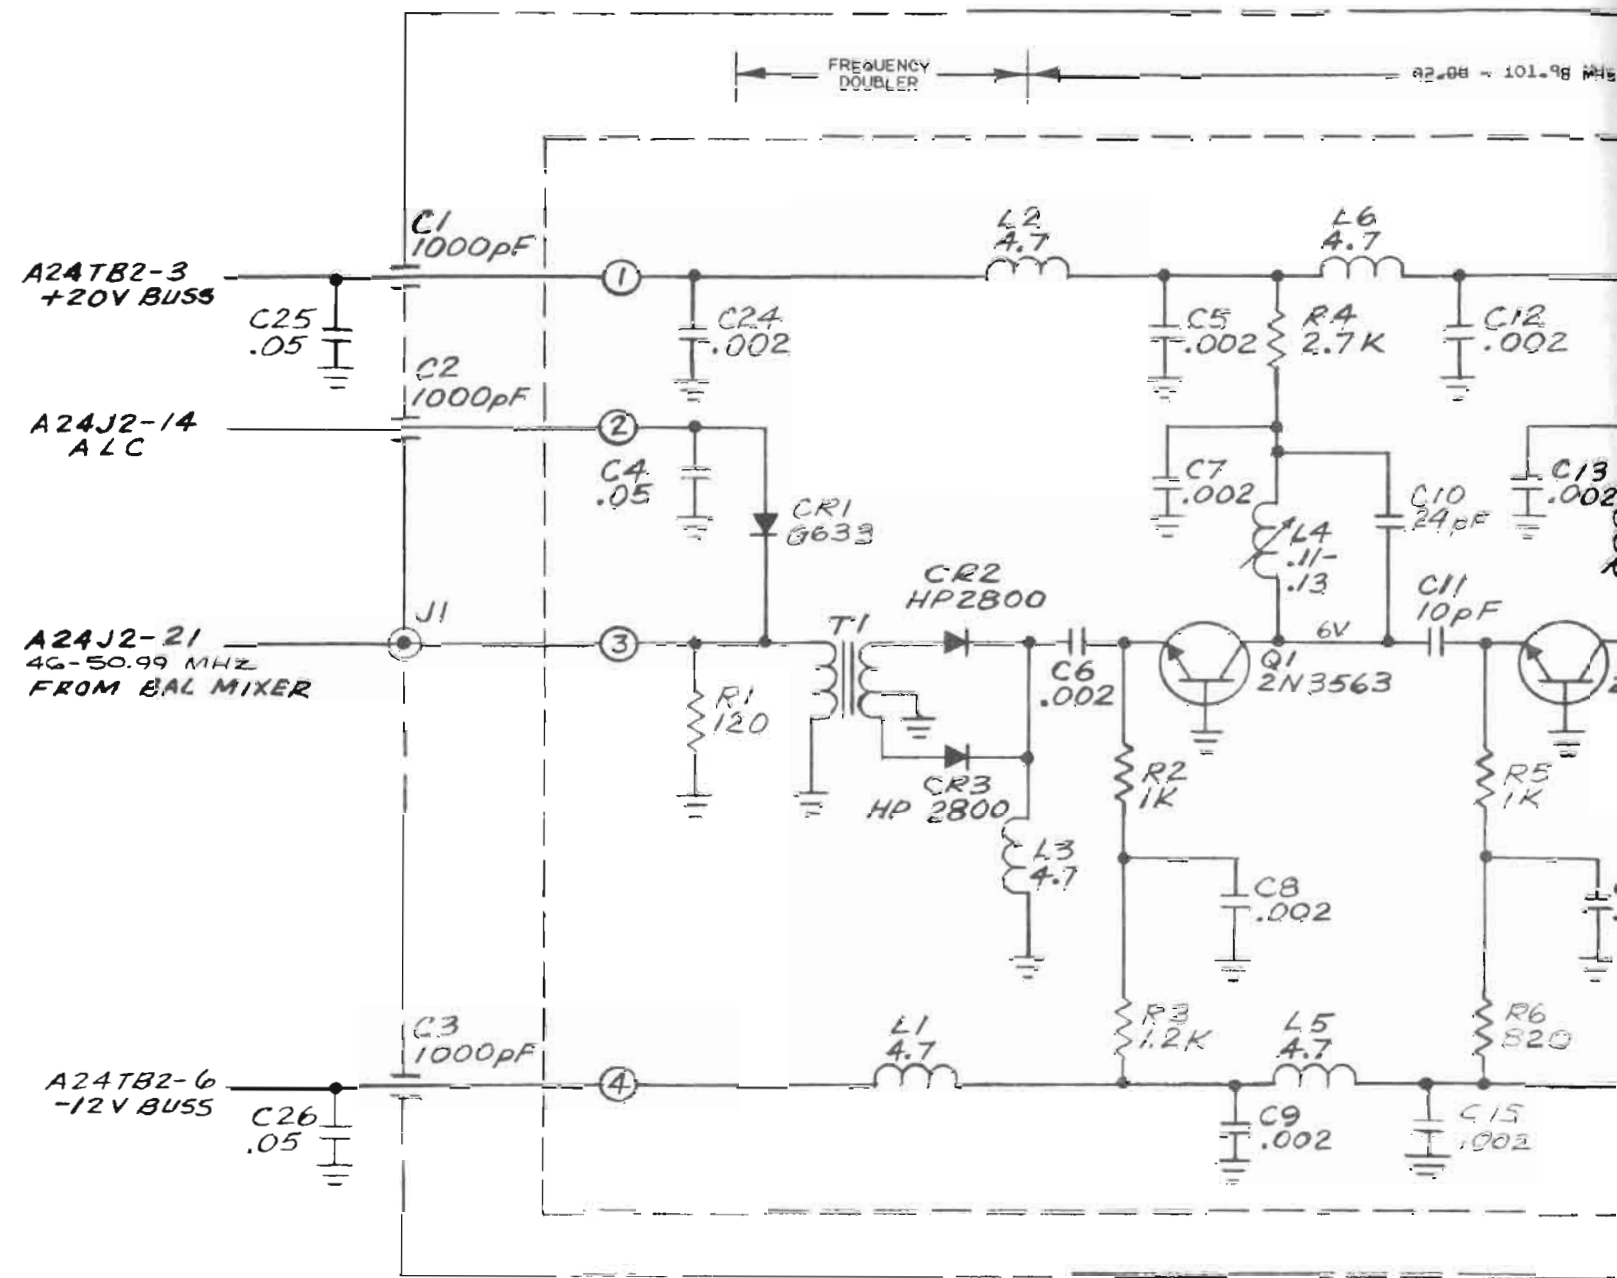 FREQUENCY
DOUBLER
92.00 - 101.98 MHz
C1
1000pF
L2
4.7
L6
4.7
A24TB2-3
+20V BUSS
1
C25
.05
C24
.002
C5
.002
R4
2.7K
C12
.002
C2
1000pF
A24J2-14
ALC
2
C4
.05
C7
.002
C10
24pF
C13
.002
CR1
G633
L4
.11-
.13
CR2
HP2800
C11
10pF
J1
A24J2-21
46-50.99 MHZ
FROM BAL MIXER
3
T1
6V
C6
.002
Q1
2N3563
R1
120
CR3
HP 2800
R2
1K
R5
1K
L3
4.7
C8
.002
C3
1000pF
L1
4.7
R3
1.2K
L5
4.7
R6
820
A24TB2-6
-12V BUSS
4
C26
.05
C9
.002
C15
.002